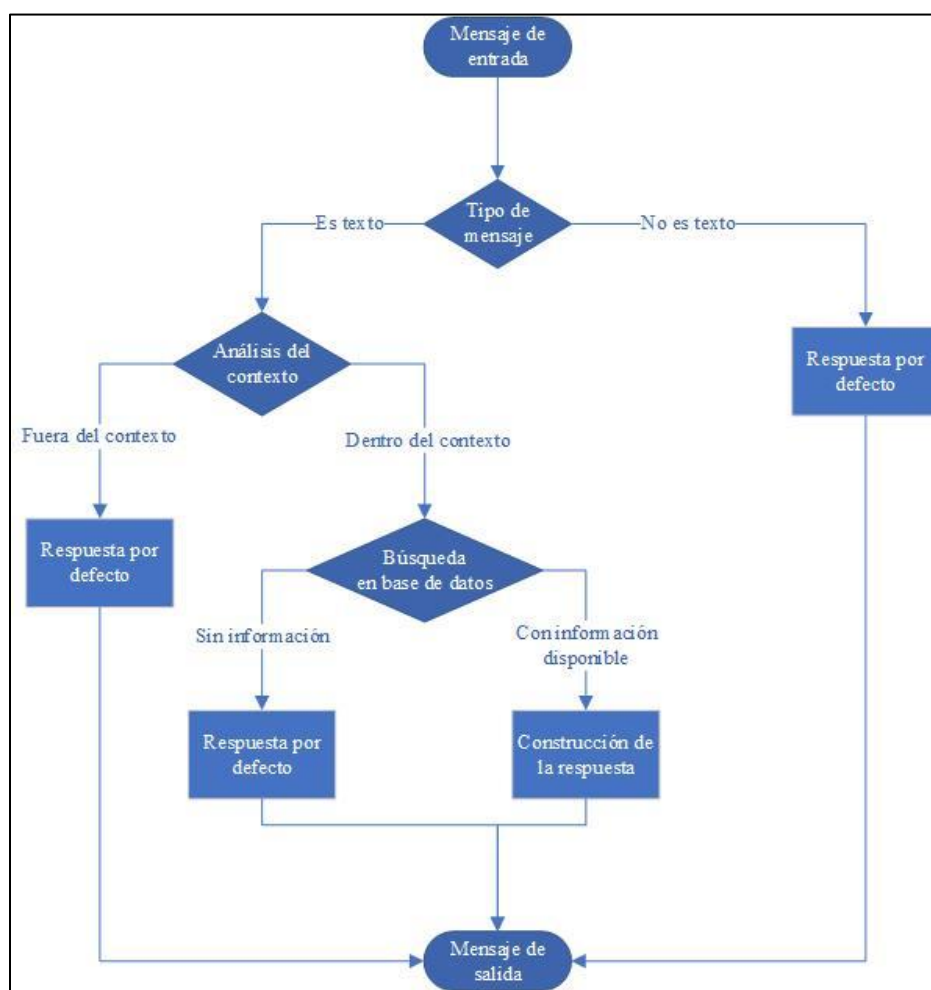 Mensaje de
entrada
Tipo de
mensaje
Es texto
No es texto
Análisis del
contexto
Respuesta por
defecto
Fuera del contexto
Dentro del contexto
Respuesta por
defecto
Búsqueda
en base de datos
Sin información
Con información
disponible
Respuesta por
defecto
Construcción de
la respuesta
Mensaje de
salida